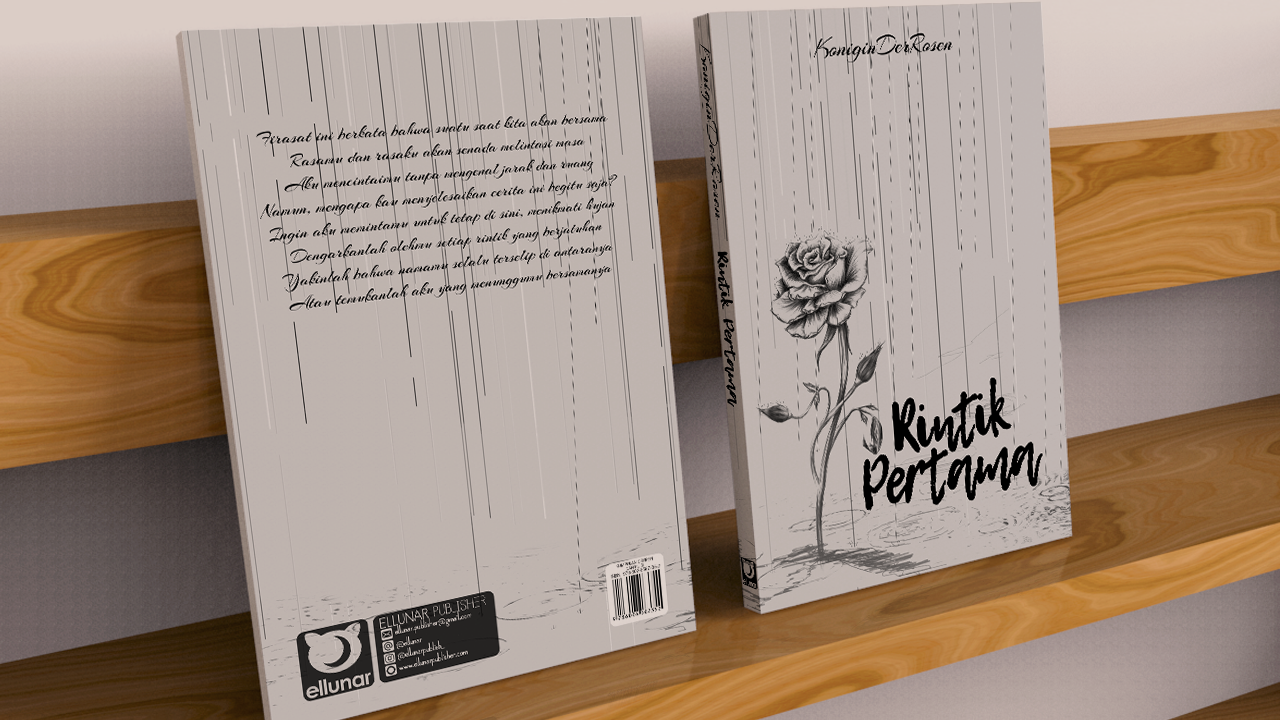 Firasat ini berkata bahwa suatu saat kita akan bersama
Rasamu dan rasaku akan senada melintasi masa
Aku mencintaimu tanpa mengenal jarak dan ruang
Namun, mengapa kau menyelesaikan cerita ini begitu saja?
Ingin aku memintamu untuk tetap di sini, menikmati hujan
Dengarkanlah olehmu setiap rintik yang berjatuhan
Yakinlah bahwa namamu selalu terselip di antaranya
Atau temukanlah aku yang menunggumu bersamanya
ellunar
ELLUNAR PUBLISHER
ellunar.publisher@gmail.com
@ellunar
@ellunarpublish
www.ellunarpublisher.com
KoniginDerRosen
Rintik Pertama
KoniginDerRosen
Rintik
Pertama